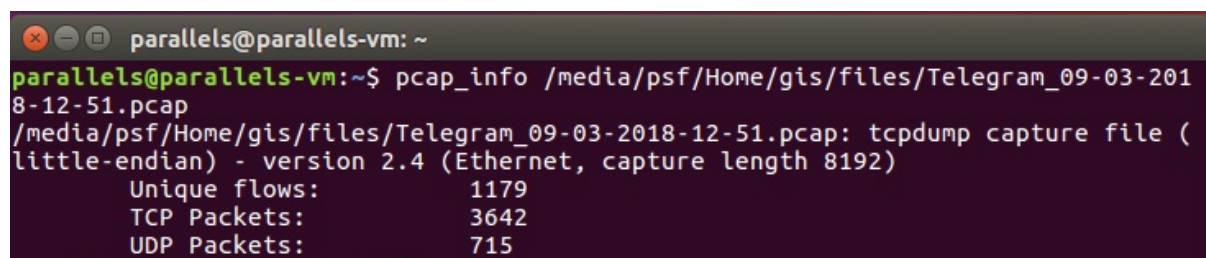 parallels@parallels-vm: ~
parallels@parallels-vm:~$ pcap_info /media/psf/Home/gis/files/Telegram_09-03-201
8-12-51.pcap
/media/psf/Home/gis/files/Telegram_09-03-2018-12-51.pcap: tcpdump capture file (
little-endian) - version 2.4 (Ethernet, capture length 8192)
Unique flows: 1179
TCP Packets: 3642
UDP Packets: 715